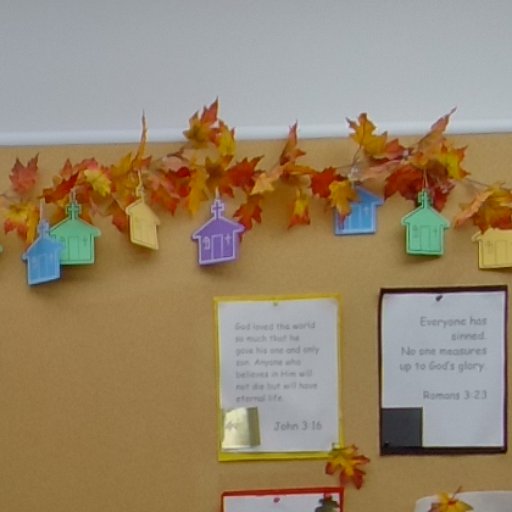 God loved the world
so much that he
gave his one and only
son. Anyone who
believes in Him will
not die but will have
eternal life.
John 3:16
Everyone has
sinned.
No one measures
up to God's glory.
Romans 3:23